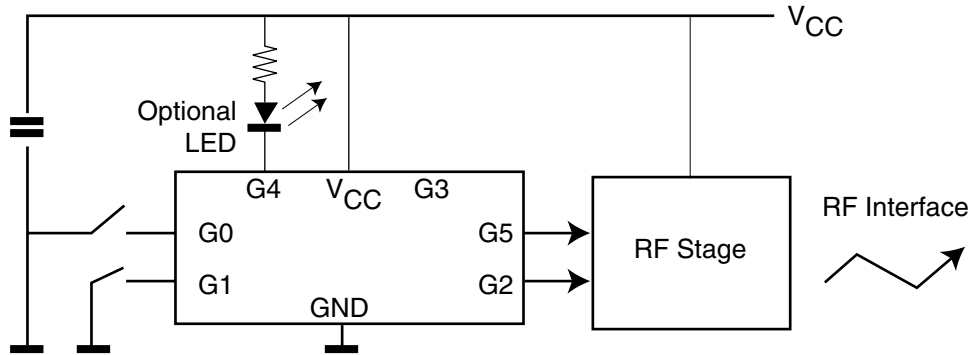 VCC
Optional
LED
G4
VCC
G3
RF Interface
G0
G5
RF Stage
G1
G2
GND